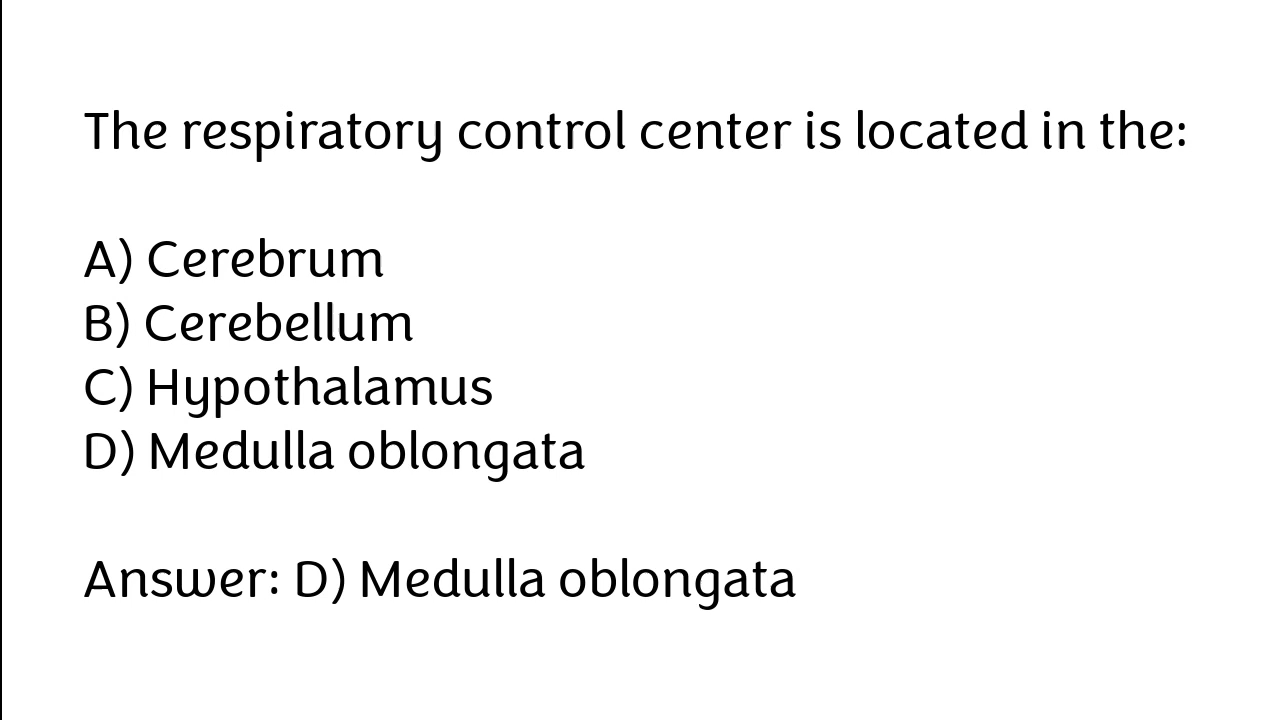 The respiratory control center is located in the:
A) Cerebrum
B) Cerebellum
C) Hypothalamus
D) Medulla oblongata
Answer: D) Medulla oblongata